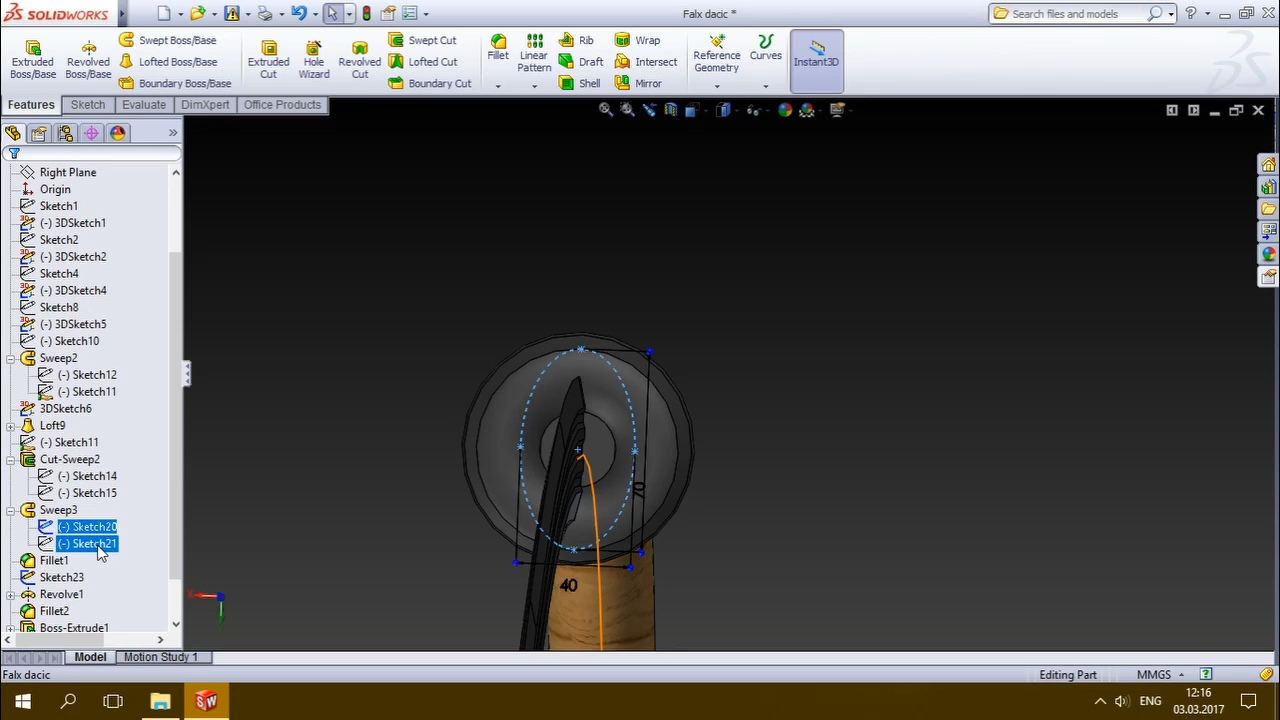 SOLIDWORKS
Falx dacic *
Search files and models
Extruded Boss/Base
Revolved Boss/Base
Swept Boss/Base
Lofted Boss/Base
Boundary Boss/Base
Extruded Cut
Hole Wizard
Revolved Cut
Swept Cut
Lofted Cut
Boundary Cut
Fillet
Linear Pattern
Rib
Draft
Shell
Wrap
Intersect
Mirror
Reference Geometry
Curves
Instant3D
Features
Sketch
Evaluate
DimXpert
Office Products
Right Plane
Origin
Sketch1
(-) 3DSketch1
Sketch2
(-) 3DSketch2
Sketch4
(-) 3DSketch4
Sketch8
(-) 3DSketch5
(-) Sketch10
Sweep2
(-) Sketch12
(-) Sketch11
3DSketch6
Loft9
(-) Sketch11
Cut-Sweep2
(-) Sketch14
(-) Sketch15
Sweep3
(-) Sketch20
(-) Sketch21
Fillet1
Sketch23
Revolve1
Fillet2
Boss-Extrude1
70
40
Model
Motion Study 1
Falx dacic
Editing Part
MMGS
ENG
12:16
03.03.2017